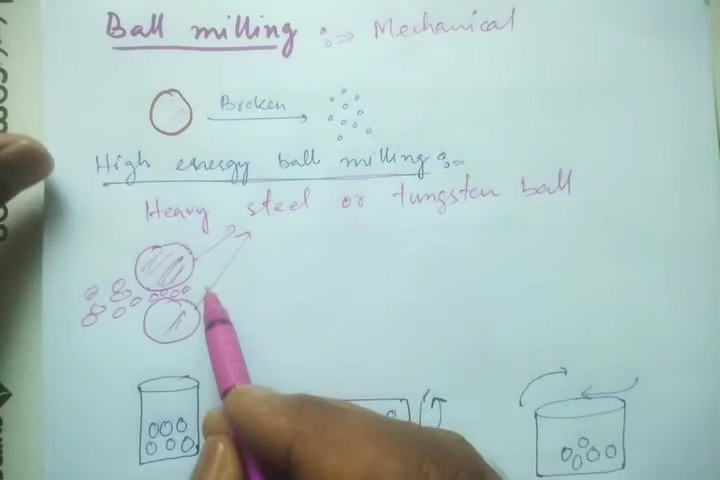 Ball milling :⇒ Mechanical
Broken
High energy ball milling :-
Heavy steel or tungsten ball